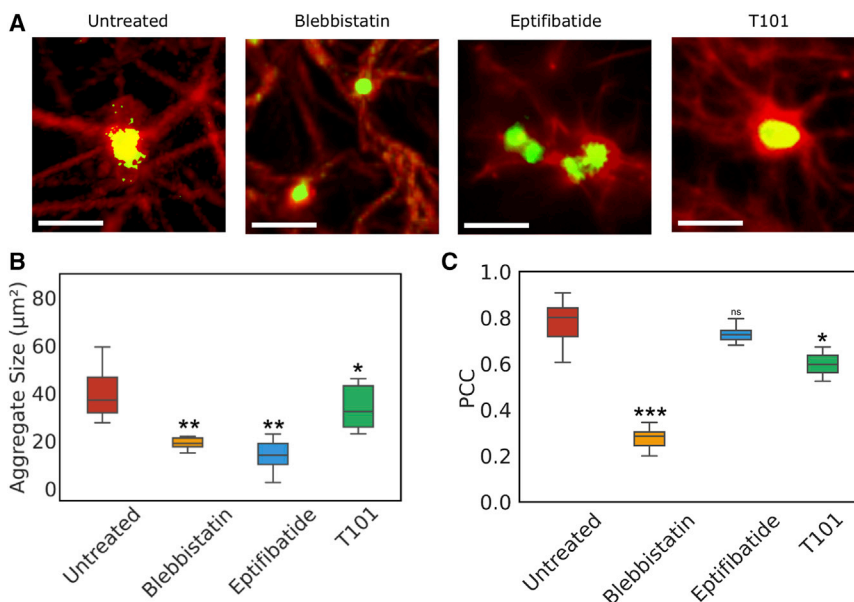 A
Untreated
Blebbistatin
Eptifibatide
T101
B
Aggregate Size (μm²)
80
60
40
20
0
**
**
*
Untreated
Blebbistatin
Eptifibatide
T101
C
PCC
1.0
0.8
0.6
0.4
0.2
0.0
***
ns
*
Untreated
Blebbistatin
Eptifibatide
T101